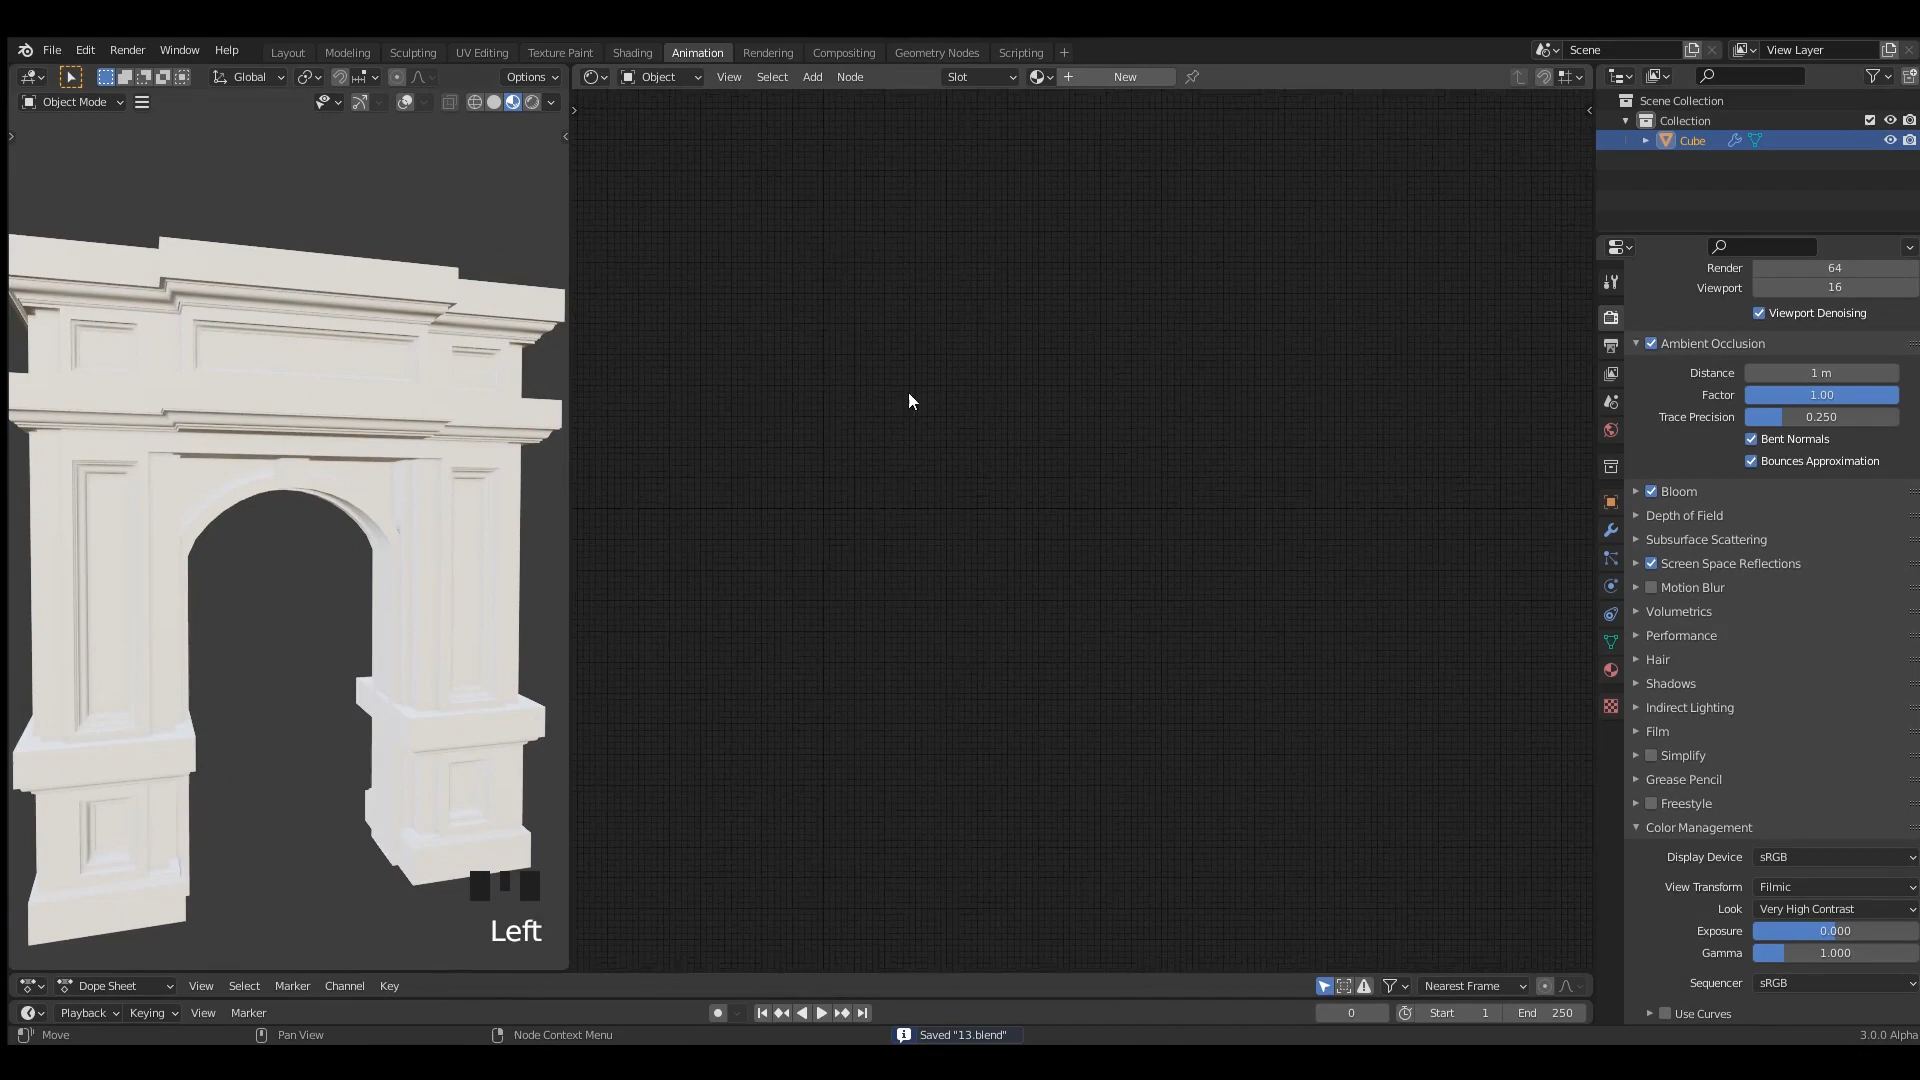 File Edit Render Window Help Layout Modeling Sculpting UV Editing Texture Paint Shading Animation Rendering Compositing Geometry Nodes Scripting + Scene View Layer
Global Options Object View Select Add Node Slot New
Object Mode
Scene Collection
Collection
Cube
Render 64
Viewport 16
Viewport Denoising
Ambient Occlusion
Distance 1 m
Factor 1.00
Trace Precision 0.250
Bent Normals
Bounces Approximation
Bloom
Depth of Field
Subsurface Scattering
Screen Space Reflections
Motion Blur
Volumetrics
Performance
Hair
Shadows
Indirect Lighting
Film
Simplify
Grease Pencil
Freestyle
Color Management
Display Device sRGB
View Transform Filmic
Look Very High Contrast
Exposure 0.000
Gamma 1.000
Sequencer sRGB
Use Curves
Left
Dope Sheet View Select Marker Channel Key Nearest Frame
Playback Keying View Marker 0 Start 1 End 250
Move Pan View Node Context Menu Saved "13.blend" 3.0.0 Alpha